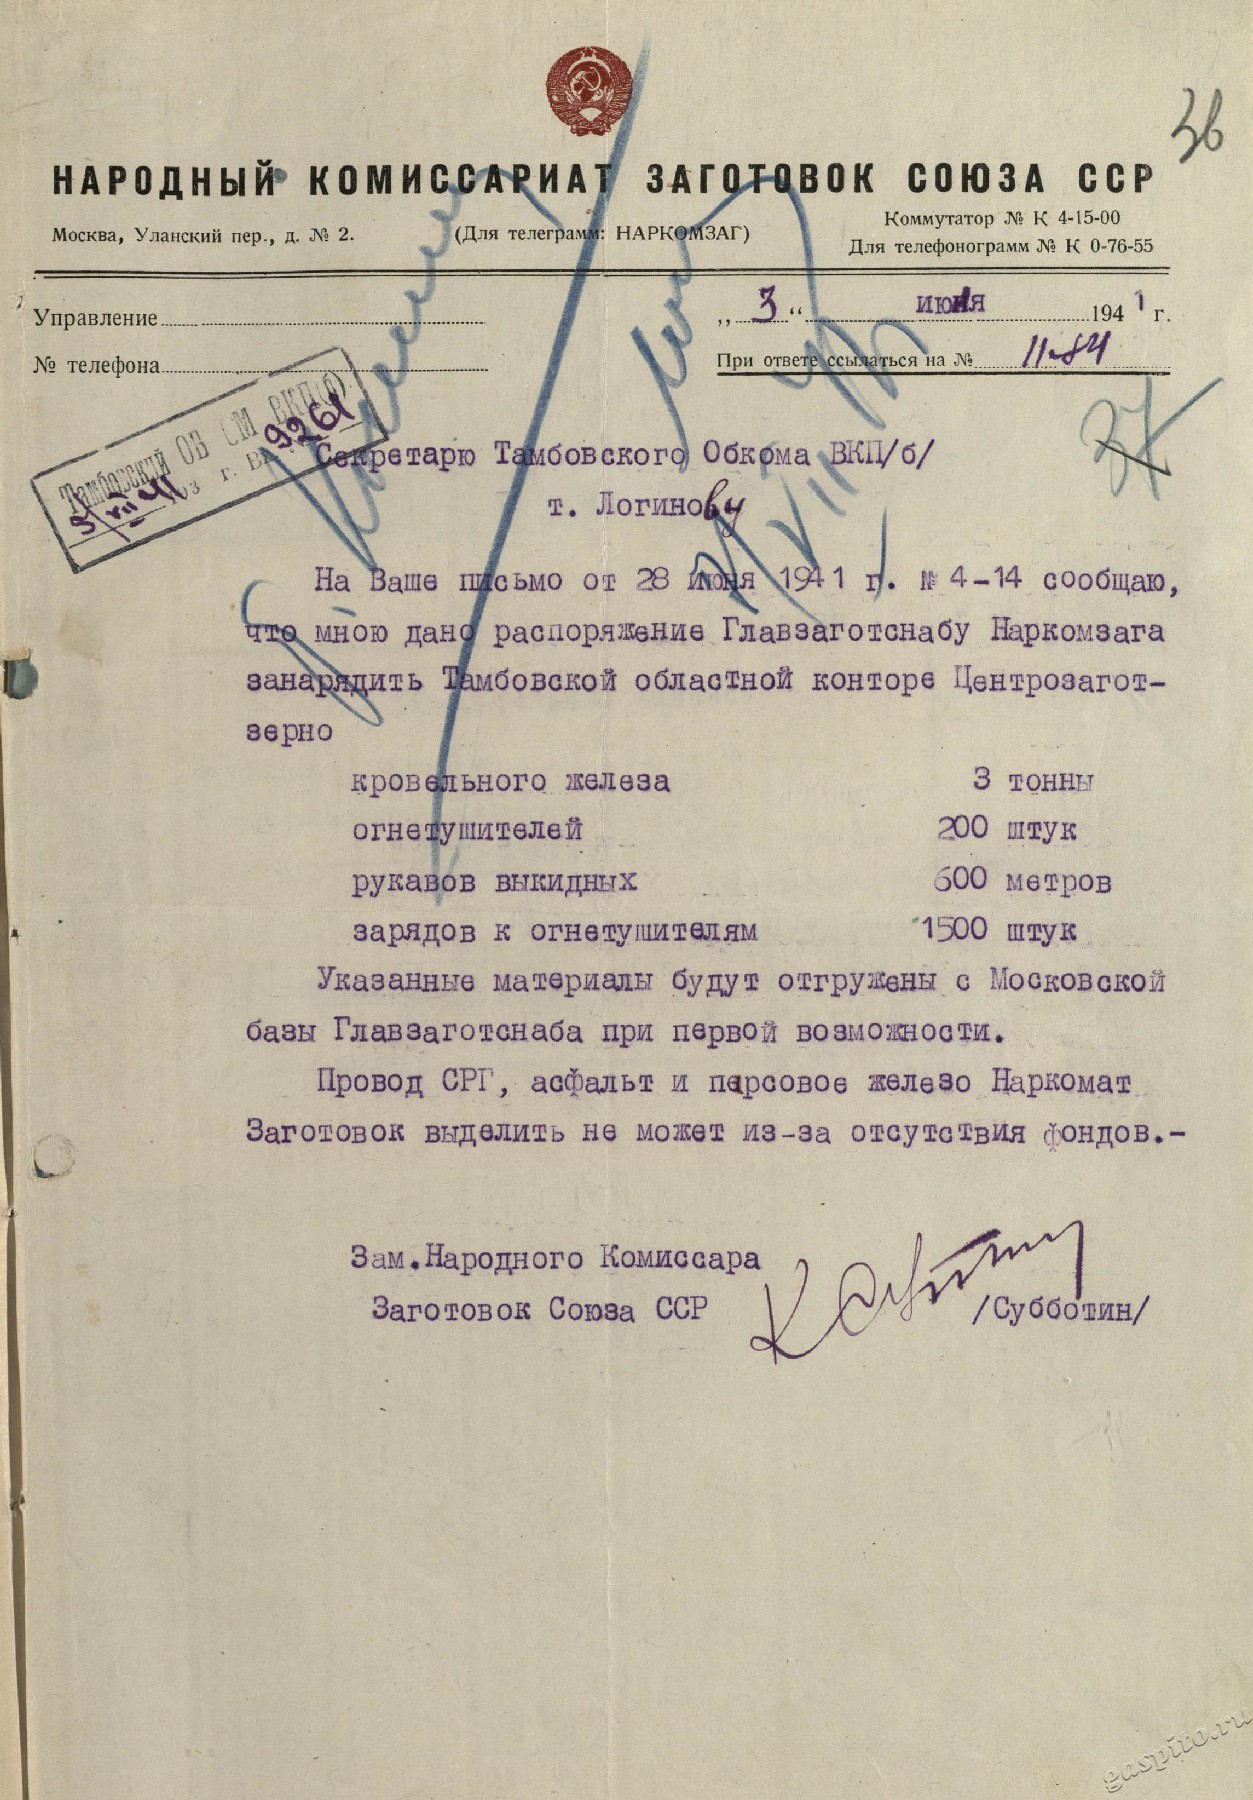 36
НАРОДНЫЙ КОМИССАРИАТ ЗАГОТОВОК СОЮЗА ССР
Москва, Уланский пер., д. № 2.
(Для телеграмм: НАРКОМЗАГ)
Коммутатор № К 4-15-00
Для телефонограмм № К 0-76-55
Управление
„ 3 “ июля 1941 г.
№ телефона
При ответе ссылаться на № 11-84
Тамбовский ОВ СМ ВКП(б)
9261
37
Секретарю Тамбовского Обкома ВКП/б/
т. Логинову
На Ваше письмо от 28 июня 1941 г. № 4-14 сообщаю,
что мною дано распоряжение Главзаготснабу Наркомзага
занарядить Тамбовской областной конторе Центрозагот-
зерно
кровельного железа 3 тонны
огнетушителей 200 штук
рукавов выкидных 600 метров
зарядов к огнетушителям 1500 штук
Указанные материалы будут отгружены с Московской
базы Главзаготснаба при первой возможности.
Провод СРГ, асфальт и парсовое железо Наркомат
Заготовок выделить не может из-за отсутствия фондов.-
Зам.Народного Комиссара
Заготовок Союза ССР /Субботин/
gaspito.ru